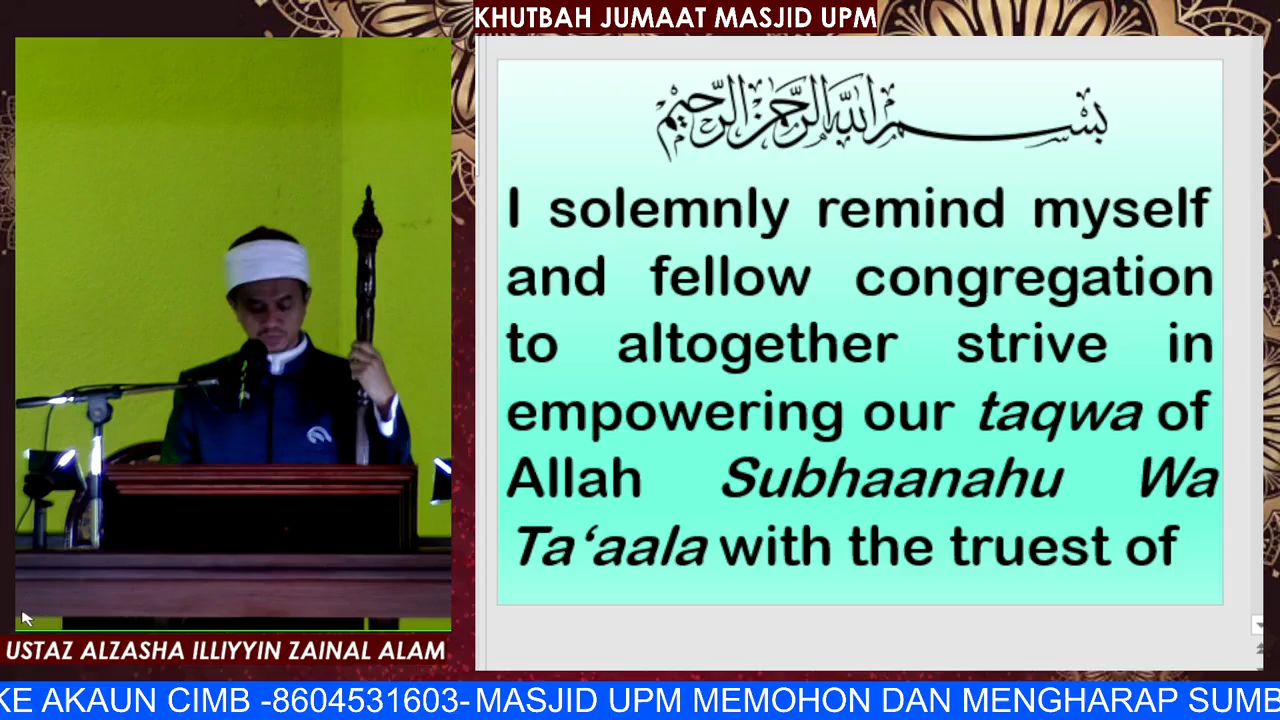 KHUTBAH JUMAAT MASJID UPM
بسم الله الرحمن الرحيم
I solemnly remind myself
and fellow congregation
to altogether strive in
empowering our taqwa of
Allah Subhaanahu Wa
Ta‘aala with the truest of
USTAZ ALZASHA ILLIYYIN ZAINAL ALAM
KE AKAUN CIMB -8604531603- MASJID UPM MEMOHON DAN MENGHARAP SUMB